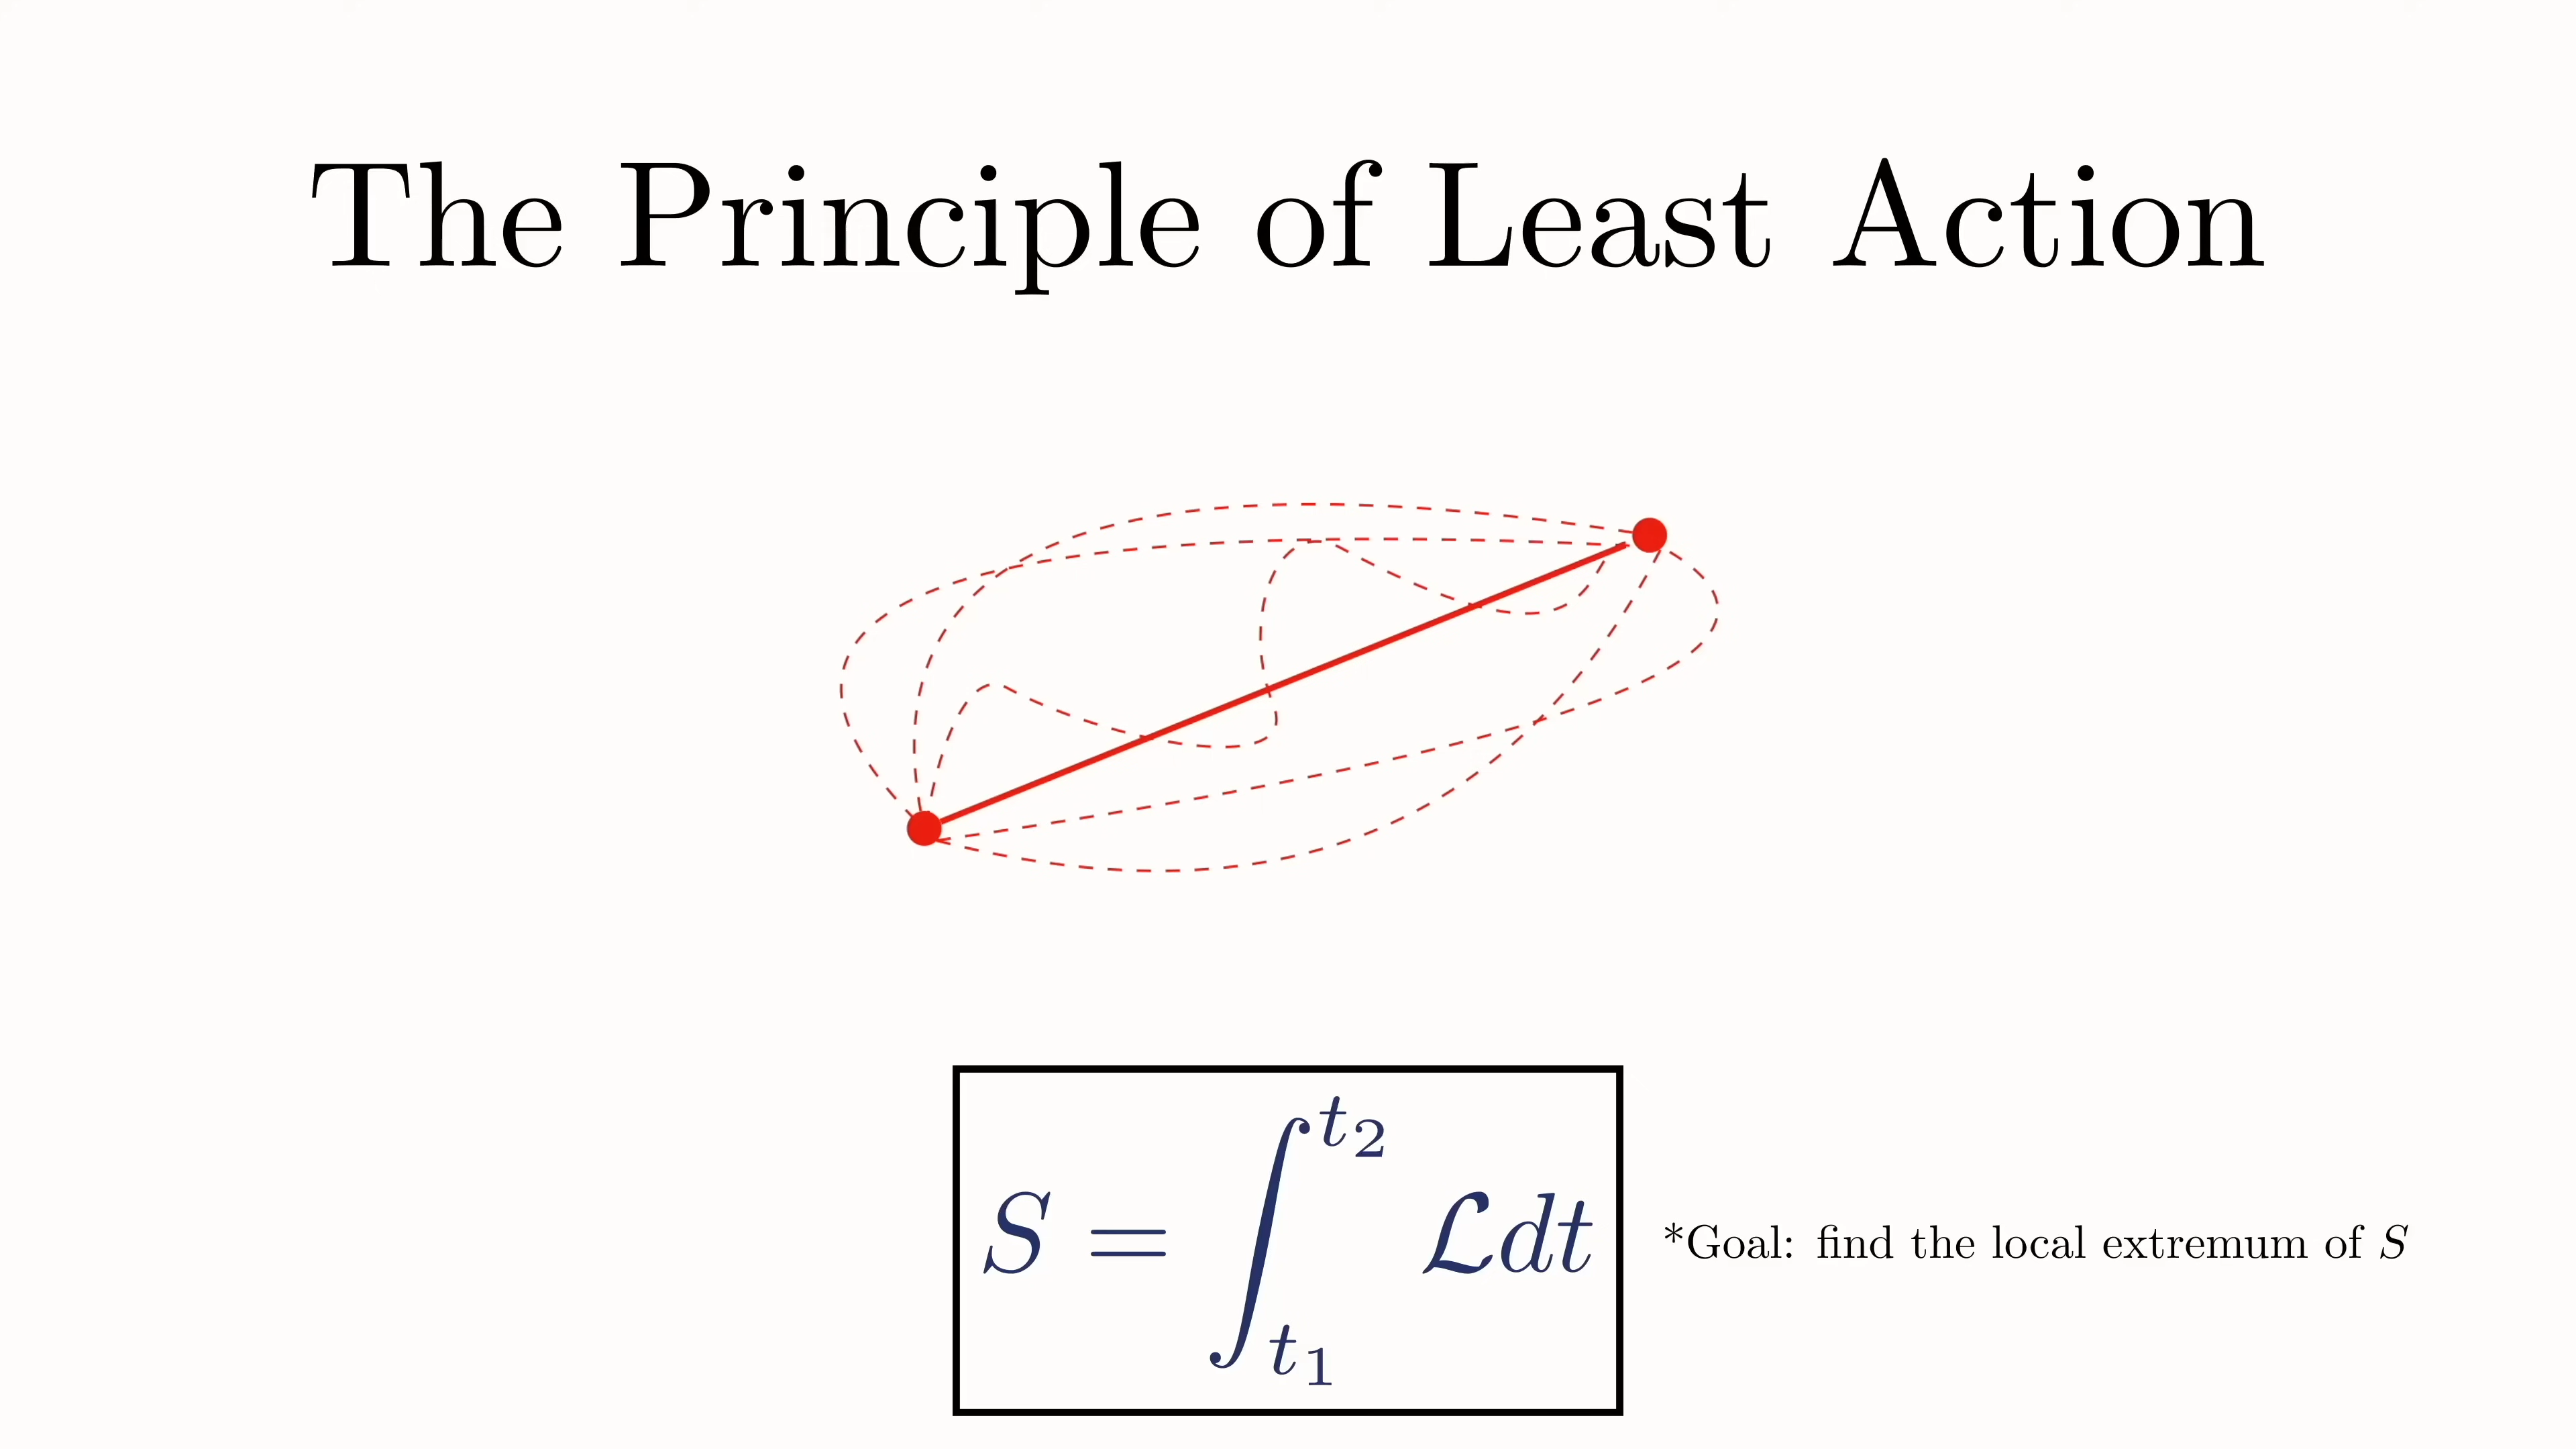 The Principle of Least Action
S = ∫_{t_1}^{t_2} ℒdt
*Goal: find the local extremum of S